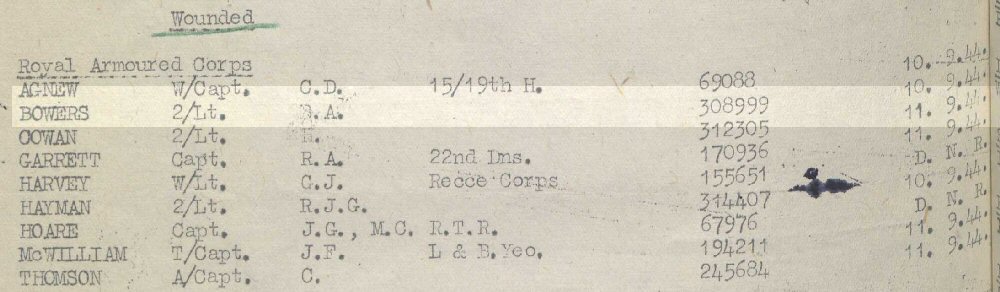 Wounded
Royal Armoured Corps
AGNEW W/Capt. C.D. 15/19th H. 69088 10. 9.44.
BOWERS 2/Lt. 308999 10. 9.44.
COWAN 2/Lt. 312305 11. 9.44.
GARRETT Capt. R.A. 22nd 170936 11. 9.44.
HARVEY W/Lt. G.J. Recce Corps 155651 D. N. R.
HAYMAN 2/Lt. R.J.G. 314407 10. 9.44.
HOARE Capt. J.G., M.C. R.T.R. 67976 D. N. R.
McWILLIAM T/Capt. J.F. L & B.Yeo. 194211 11. 9.44.
THOMSON A/Capt. C. 245684 11. 9.44.